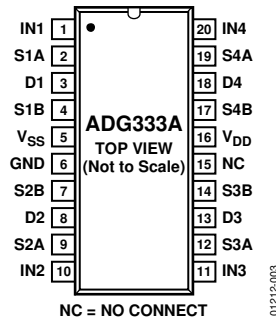 IN1 1 20 IN4
S1A 2 19 S4A
D1 3 18 D4
S1B 4 17 S4B
VSS 5 16 VDD
GND 6 15 NC
S2B 7 14 S3B
D2 8 13 D3
S2A 9 12 S3A
IN2 10 11 IN3
ADG333A
TOP VIEW
(Not to Scale)
NC = NO CONNECT
01212-003